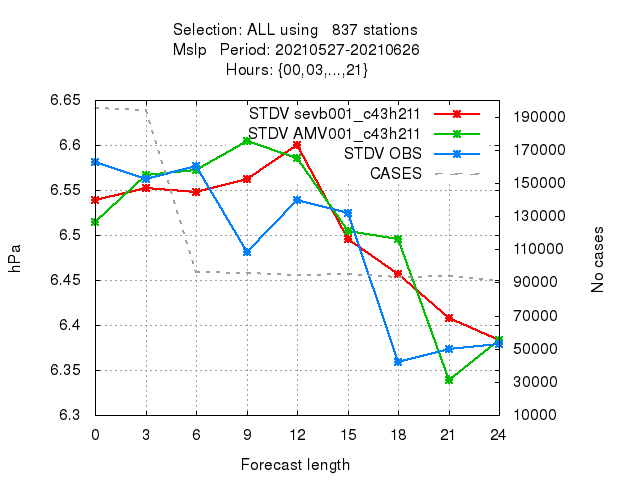 Selection: ALL using   837 stations
Mslp   Period: 20210527-20210626
Hours: {00,03,...,21}
STDV sevb001_c43h211
STDV AMV001_c43h211
STDV OBS
CASES
6.65
6.6
6.55
6.5
6.45
6.4
6.35
6.3
190000
170000
150000
130000
110000
90000
70000
50000
30000
10000
hPa
No cases
0 3 6 9 12 15 18 21 24
Forecast length